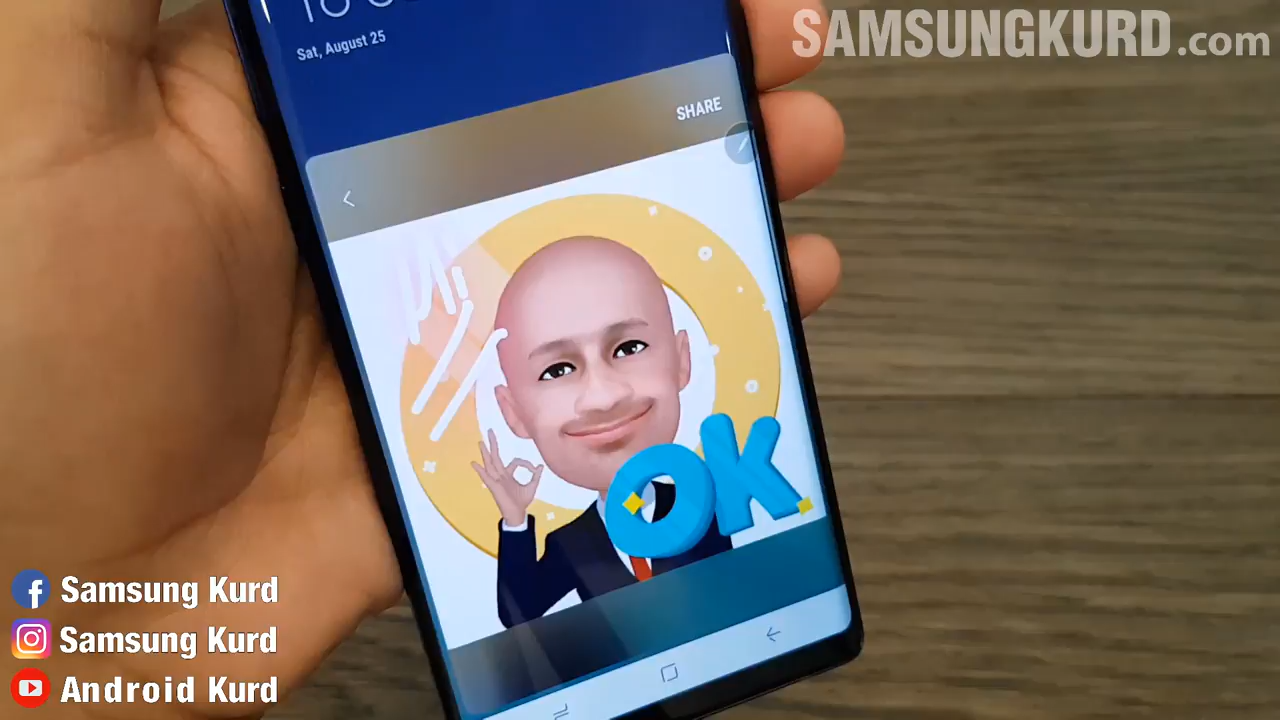 SAMSUNGKURD.com
Sat, August 25
SHARE
OK
Samsung Kurd
Samsung Kurd
Android Kurd